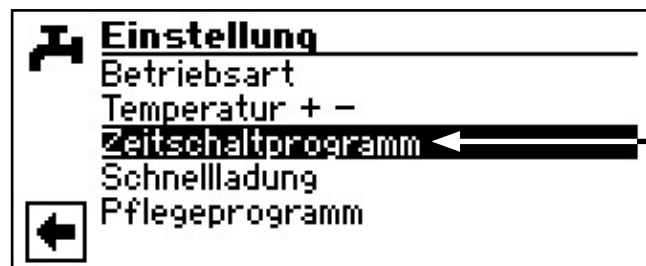 Einstellung
Betriebsart
Temperatur + −
Zeitschaltprogramm
Schnellladung
Pflegeprogramm